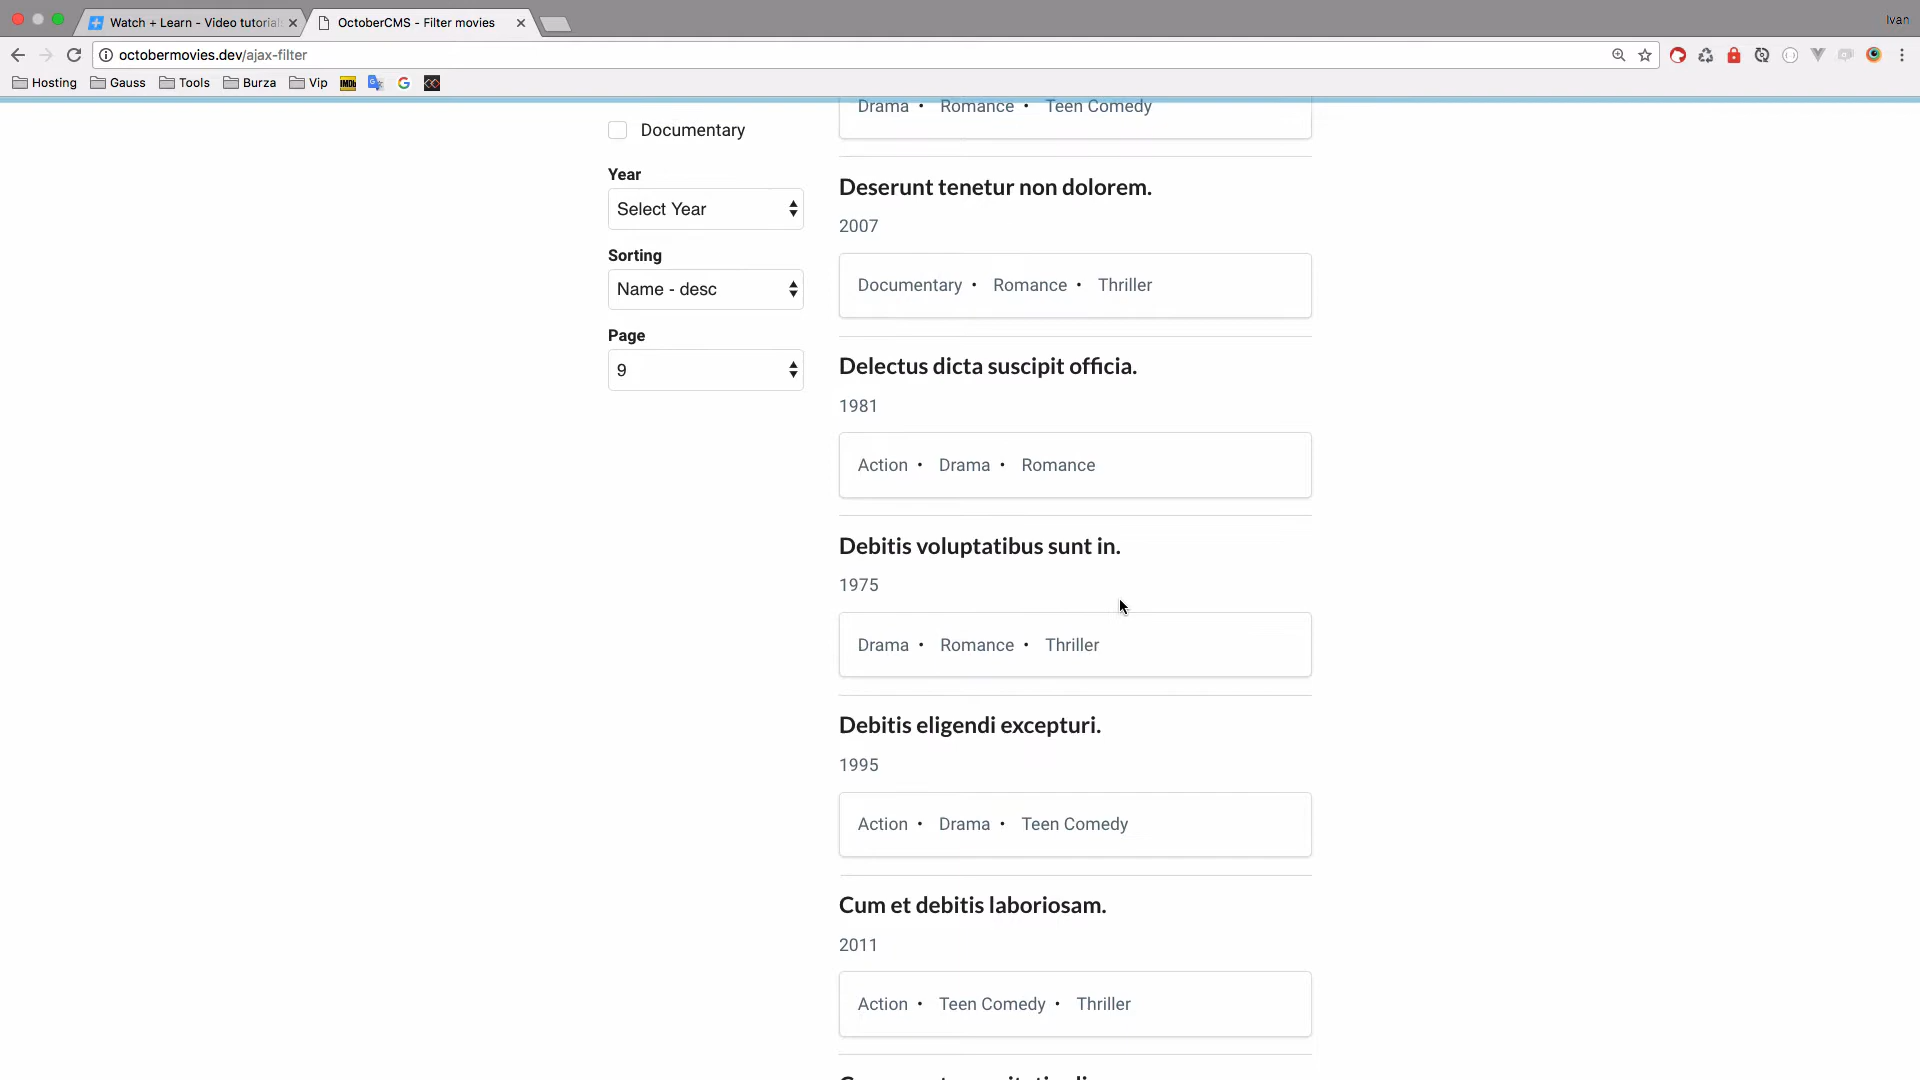 Watch + Learn - Video tutorial
OctoberCMS - Filter movies
Ivan
octobermovies.dev/ajax-filter
Hosting
Gauss
Tools
Burza
Vip
IMDb
Drama • Romance • Teen Comedy
Documentary
Year
Select Year
Sorting
Name - desc
Page
9
Deserunt tenetur non dolorem.
2007
Documentary • Romance • Thriller
Delectus dicta suscipit officia.
1981
Action • Drama • Romance
Debitis voluptatibus sunt in.
1975
Drama • Romance • Thriller
Debitis eligendi excepturi.
1995
Action • Drama • Teen Comedy
Cum et debitis laboriosam.
2011
Action • Teen Comedy • Thriller